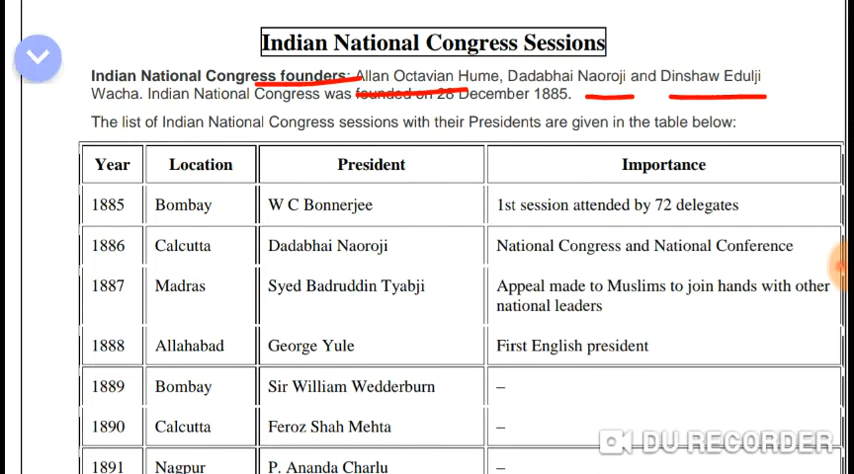 Indian National Congress Sessions
Indian National Congress founders: Allan Octavian Hume, Dadabhai Naoroji and Dinshaw Edulji
Wacha. Indian National Congress was founded on 28 December 1885.
The list of Indian National Congress sessions with their Presidents are given in the table below:
Year Location President Importance
1885 Bombay W C Bonnerjee 1st session attended by 72 delegates
1886 Calcutta Dadabhai Naoroji National Congress and National Conference
1887 Madras Syed Badruddin Tyabji Appeal made to Muslims to join hands with other
national leaders
1888 Allahabad George Yule First English president
1889 Bombay Sir William Wedderburn –
1890 Calcutta Feroz Shah Mehta –
1891 Nagpur P. Ananda Charlu –
DU RECORDER